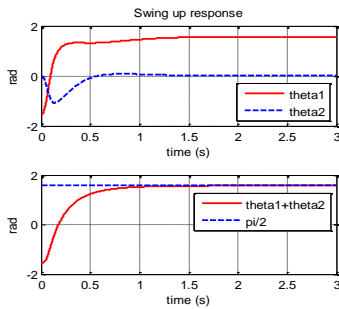 Swing up response
2
0
-2
rad
theta1
theta2
0 0.5 1 1.5 2 2.5 3
time (s)
2
0
-2
rad
theta1+theta2
pi/2
0 0.5 1 1.5 2 2.5 3
time (s)